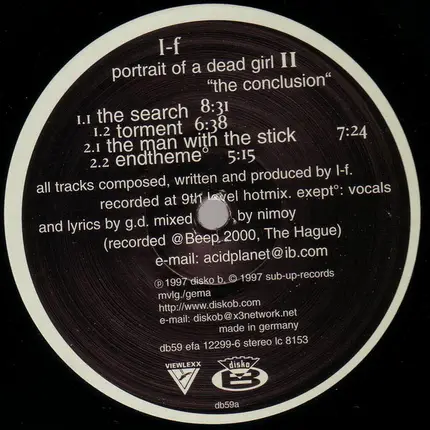 I-f
portrait of a dead girl II
"the conclusion"
1.1 the search 8:31
1.2 torment 6:38
2.1 the man with the stick 7:24
2.2 endtheme° 5:15
all tracks composed, written and produced by I-f.
recorded at 9th level hotmix. exept°: vocals
and lyrics by g.d. mixed by nimoy
(recorded @Beep 2000, The Hague)
e-mail: acidplanet@ib.com
℗ 1997 disko b. © 1997 sub-up-records
mvlg./gema
http://www.diskob.com
e-mail: diskob@x3network.net
made in germany
db59 efa 12299-6 stereo lc 8153
VIEWLEXX disko B
db59a